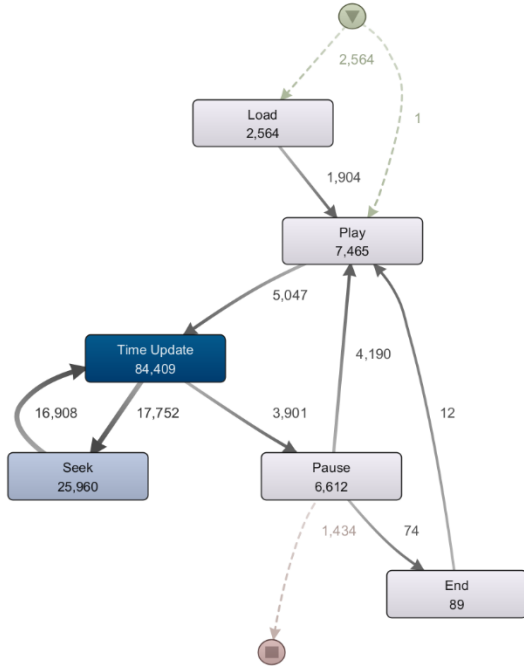 2,564
Load
2,564
1
1,904
Play
7,465
5,047
Time Update
84,409
4,190
16,908
17,752
3,901
12
Seek
25,960
Pause
6,612
1,434
74
End
89